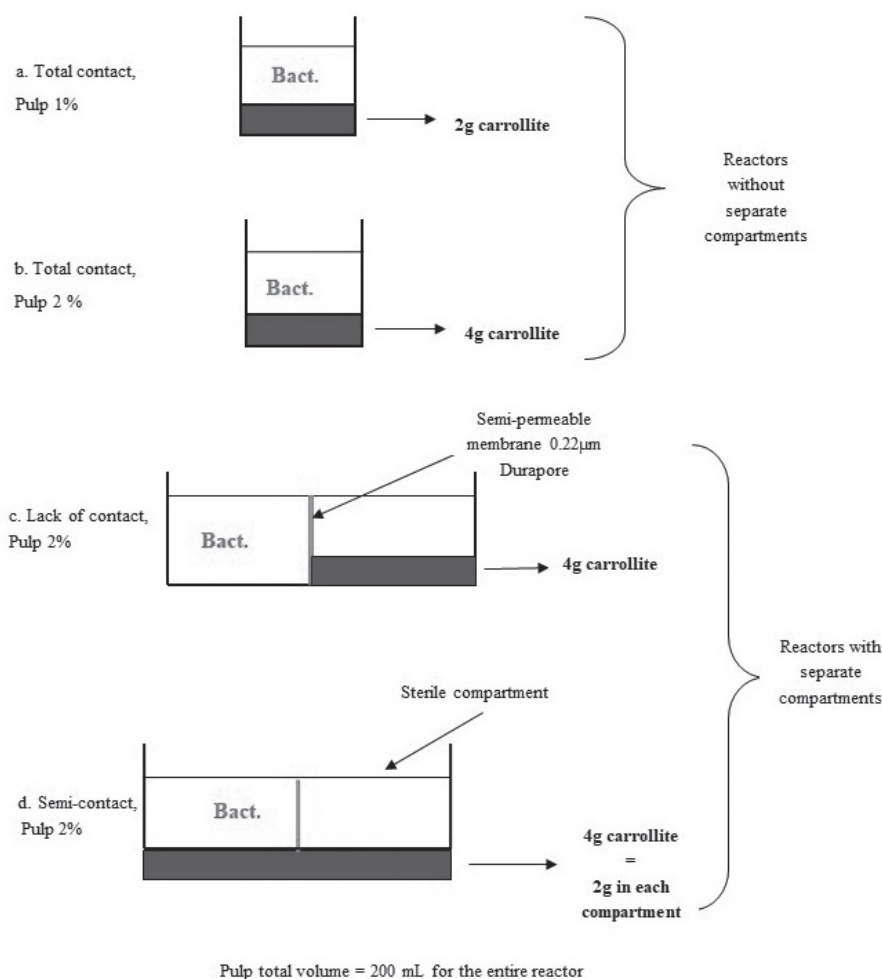 a. Total contact,
Pulp 1%
Bact.
2g carrollite
Reactors
without
separate
compartments
b. Total contact,
Pulp 2 %
Bact.
4g carrollite
Semi-permeable
membrane 0.22µm
Durapore
c. Lack of contact,
Pulp 2%
Bact.
4g carrollite
Reactors with
separate
compartments
Sterile compartment
d. Semi-contact,
Pulp 2%
Bact.
4g carrollite
=
2g in each
compartment
Pulp total volume = 200 mL for the entire reactor